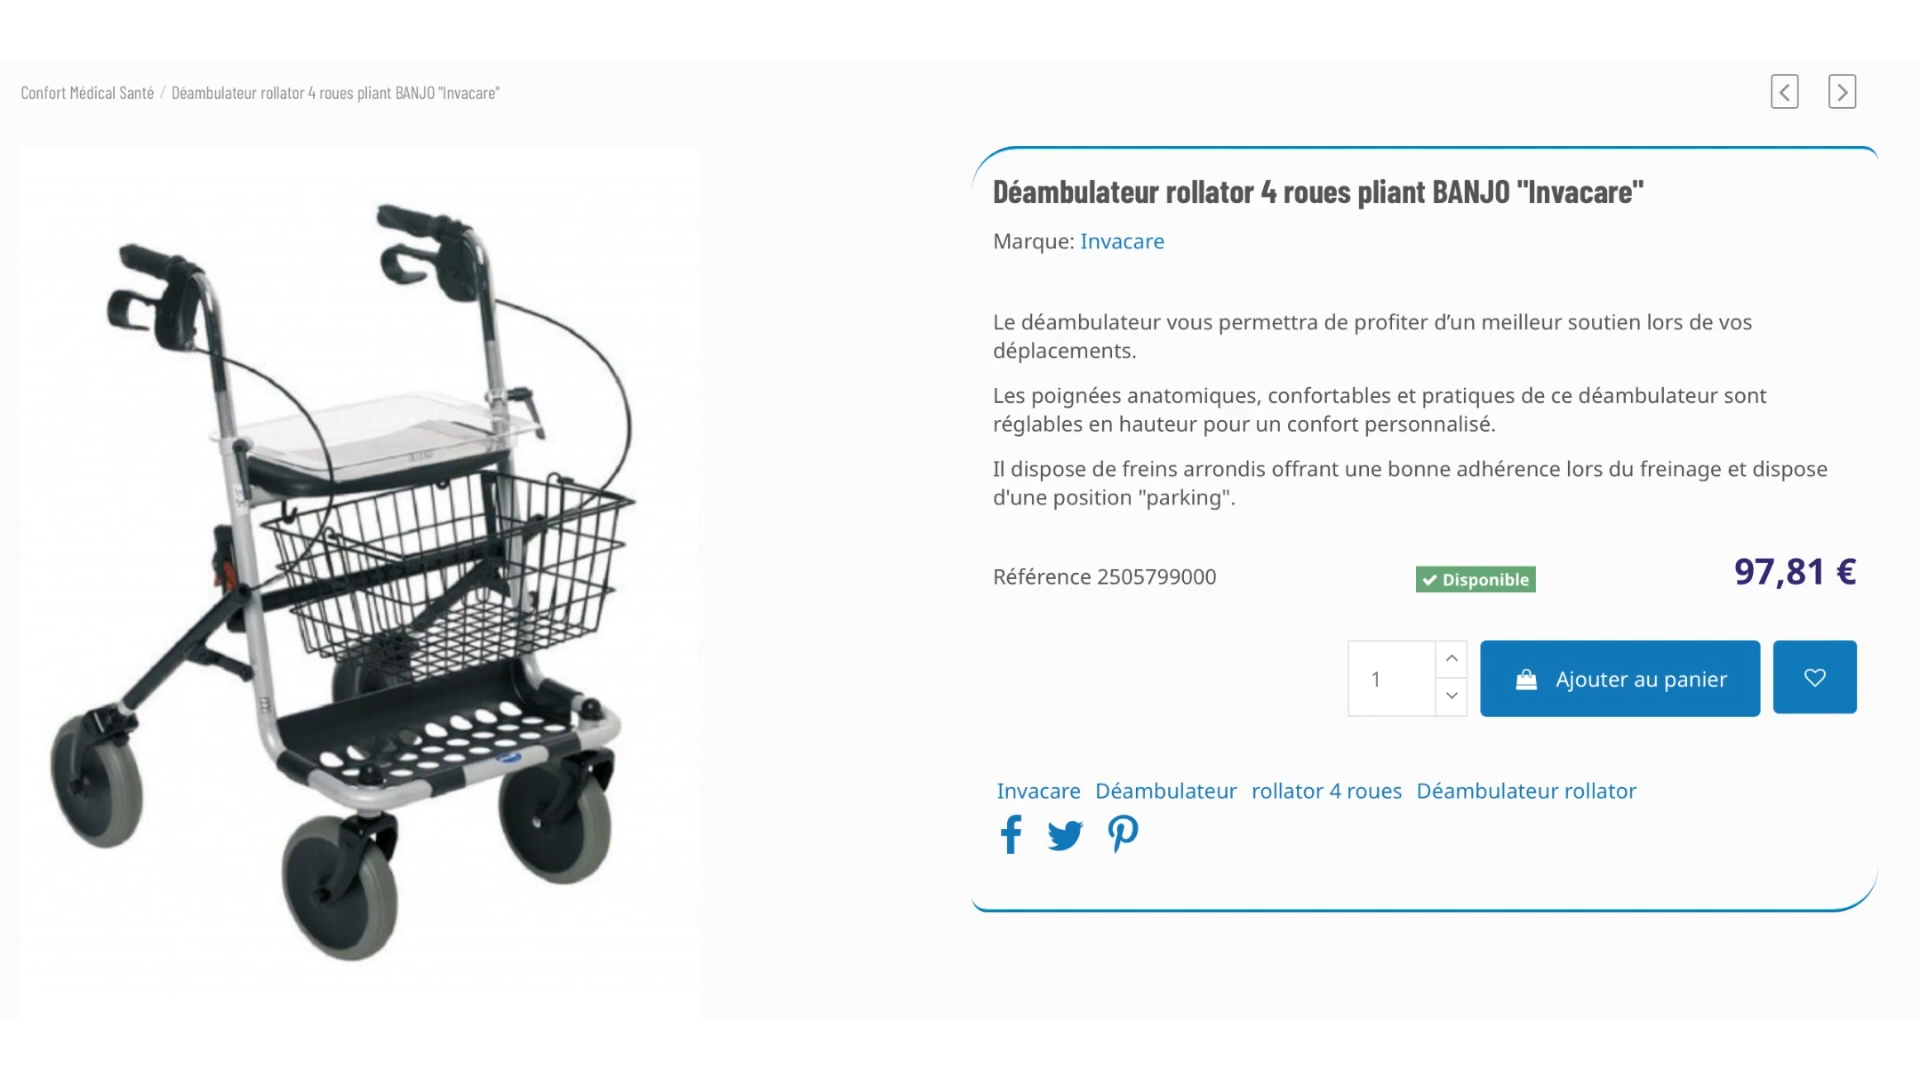 Confort Médical Santé / Déambulateur rollator 4 roues pliant BANJO "Invacare"
Déambulateur rollator 4 roues pliant BANJO "Invacare"
Marque: Invacare
Le déambulateur vous permettra de profiter d’un meilleur soutien lors de vos
déplacements.
Les poignées anatomiques, confortables et pratiques de ce déambulateur sont
réglables en hauteur pour un confort personnalisé.
Il dispose de freins arrondis offrant une bonne adhérence lors du freinage et dispose
d'une position "parking".
Référence 2505799000
Disponible
97,81 €
1
Ajouter au panier
Invacare Déambulateur rollator 4 roues Déambulateur rollator